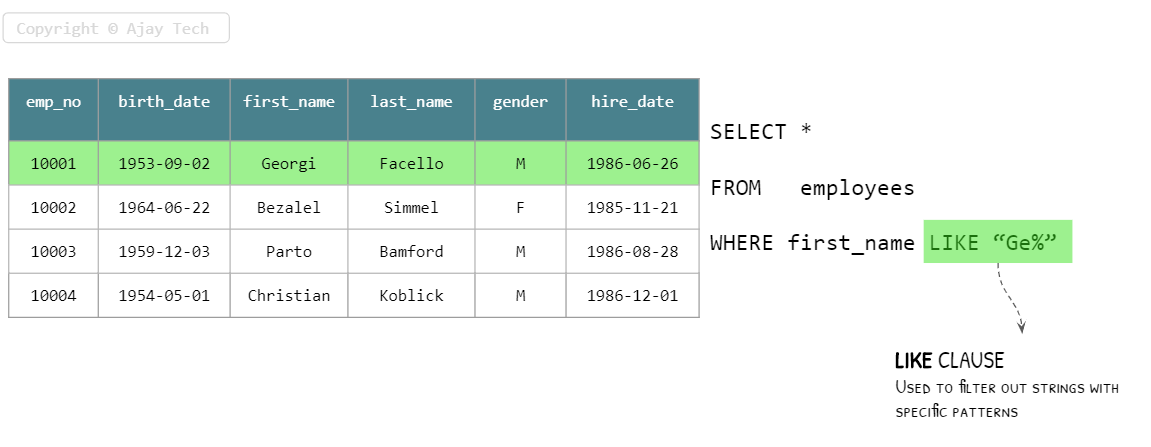 Copyright © Ajay Tech
emp_no birth_date first_name last_name gender hire_date
10001 1953-09-02 Georgi Facello M 1986-06-26
10002 1964-06-22 Bezalel Simmel F 1985-11-21
10003 1959-12-03 Parto Bamford M 1986-08-28
10004 1954-05-01 Christian Koblick M 1986-12-01
SELECT *
FROM employees
WHERE first_name LIKE “Ge%”
LIKE CLAUSE
Used to filter out strings with
specific patterns